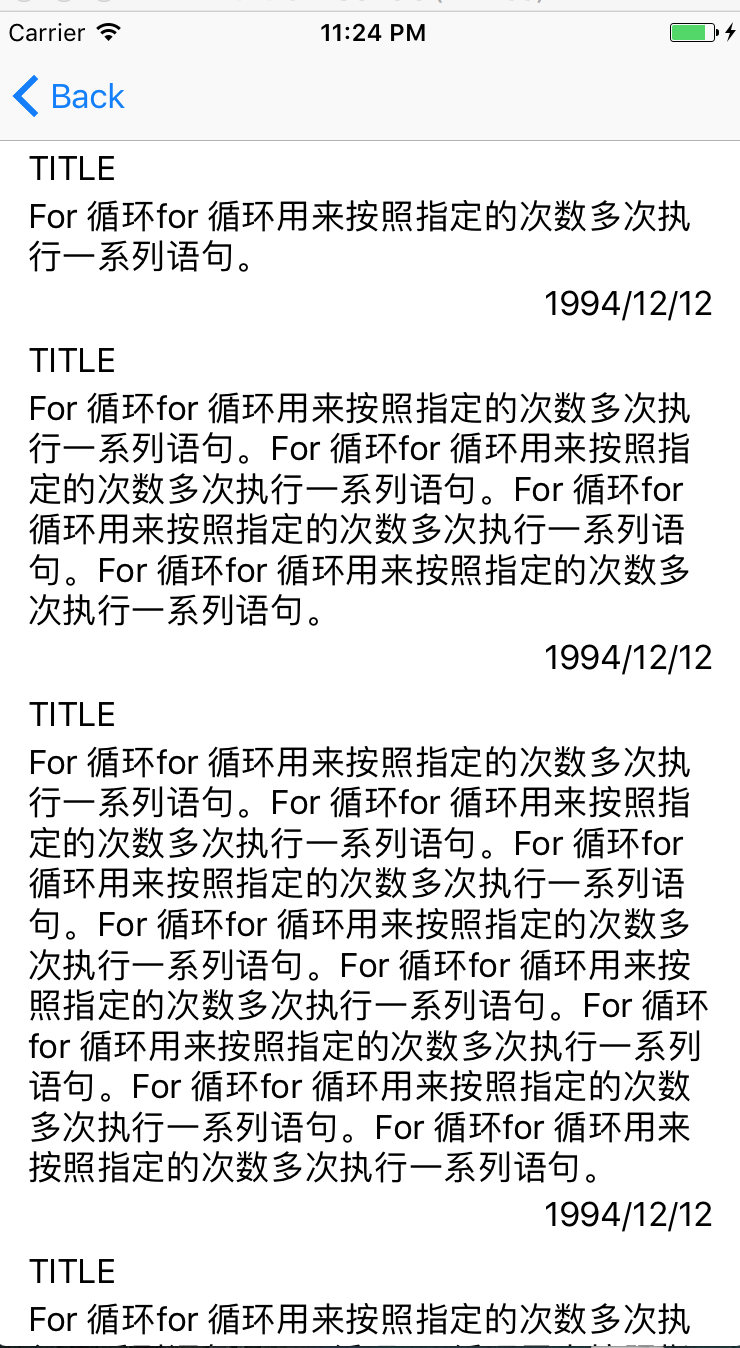 Carrier 11:24 PM
Back
TITLE
For 循环for 循环用来按照指定的次数多次执
行一系列语句。
1994/12/12
TITLE
For 循环for 循环用来按照指定的次数多次执
行一系列语句。For 循环for 循环用来按照指
定的次数多次执行一系列语句。For 循环for
循环用来按照指定的次数多次执行一系列语
句。For 循环for 循环用来按照指定的次数多
次执行一系列语句。
1994/12/12
TITLE
For 循环for 循环用来按照指定的次数多次执
行一系列语句。For 循环for 循环用来按照指
定的次数多次执行一系列语句。For 循环for
循环用来按照指定的次数多次执行一系列语
句。For 循环for 循环用来按照指定的次数多
次执行一系列语句。For 循环for 循环用来按
照指定的次数多次执行一系列语句。For 循环
for 循环用来按照指定的次数多次执行一系列
语句。For 循环for 循环用来按照指定的次数
多次执行一系列语句。For 循环for 循环用来
按照指定的次数多次执行一系列语句。
1994/12/12
TITLE
For 循环for 循环用来按照指定的次数多次执